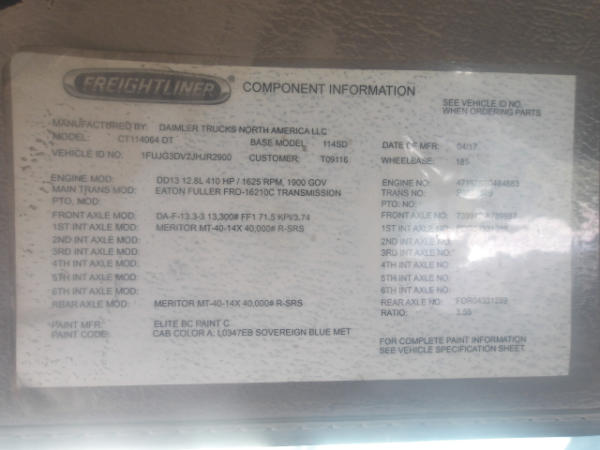 FREIGHTLINER® COMPONENT INFORMATION
SEE VEHICLE ID NO.
WHEN ORDERING PARTS
MANUFACTURED BY: DAIMLER TRUCKS NORTH AMERICA LLC
MODEL: CT114064 DT BASE MODEL 114SD DATE OF MFR: 04/17
VEHICLE ID NO: CUSTOMER: T09116 WHEELBASE: 185
ENGINE MOD: DD13 12.8L 410 HP / 1625 RPM, 1900 GOV ENGINE NO:
MAIN TRANS MOD: EATON FULLER FRO-16210C TRANSMISSION TRANS NO:
PTO. MOD: PTO. NO:
FRONT AXLE MOD: DA-F-13.3-3 13,300# FF1 71.5 KPI/3.74 FRONT AXLE NO:
1ST INT AXLE MOD: MERITOR MT-40-14X 40,000# R-SRS 1ST INT AXLE NO:
2ND INT AXLE MOD: 2ND INT AXLE NO:
3RD INT AXLE MOD: 3RD INT AXLE NO:
4TH INT AXLE MOD: 4TH INT AXLE NO:
5TH INT AXLE MOD: 5TH INT AXLE NO:
6TH INT AXLE MOD: 6TH INT AXLE NO:
REAR AXLE MOD: MERITOR MT-40-14X 40,000# R-SRS REAR AXLE NO:
RATIO:
PAINT MFR: ELITE BC PAINT C
PAINT CODE: CAB COLOR A: L0347EB SOVEREIGN BLUE MET
FOR COMPLETE PAINT INFORMATION
SEE VEHICLE SPECIFICATION SHEET.